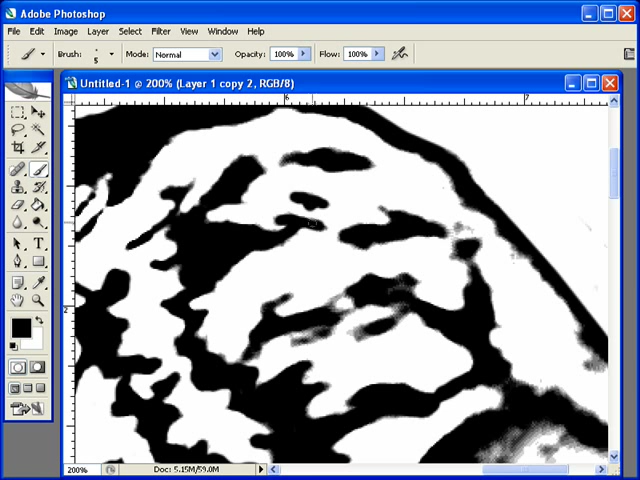 Adobe Photoshop
File Edit Image Layer Select Filter View Window Help
Brush: 5 Mode: Normal Opacity: 100% Flow: 100%
Untitled-1 @ 200% (Layer 1 copy 2, RGB/8)
6 7
2
T
200% Doc: 5.15M/59.0M